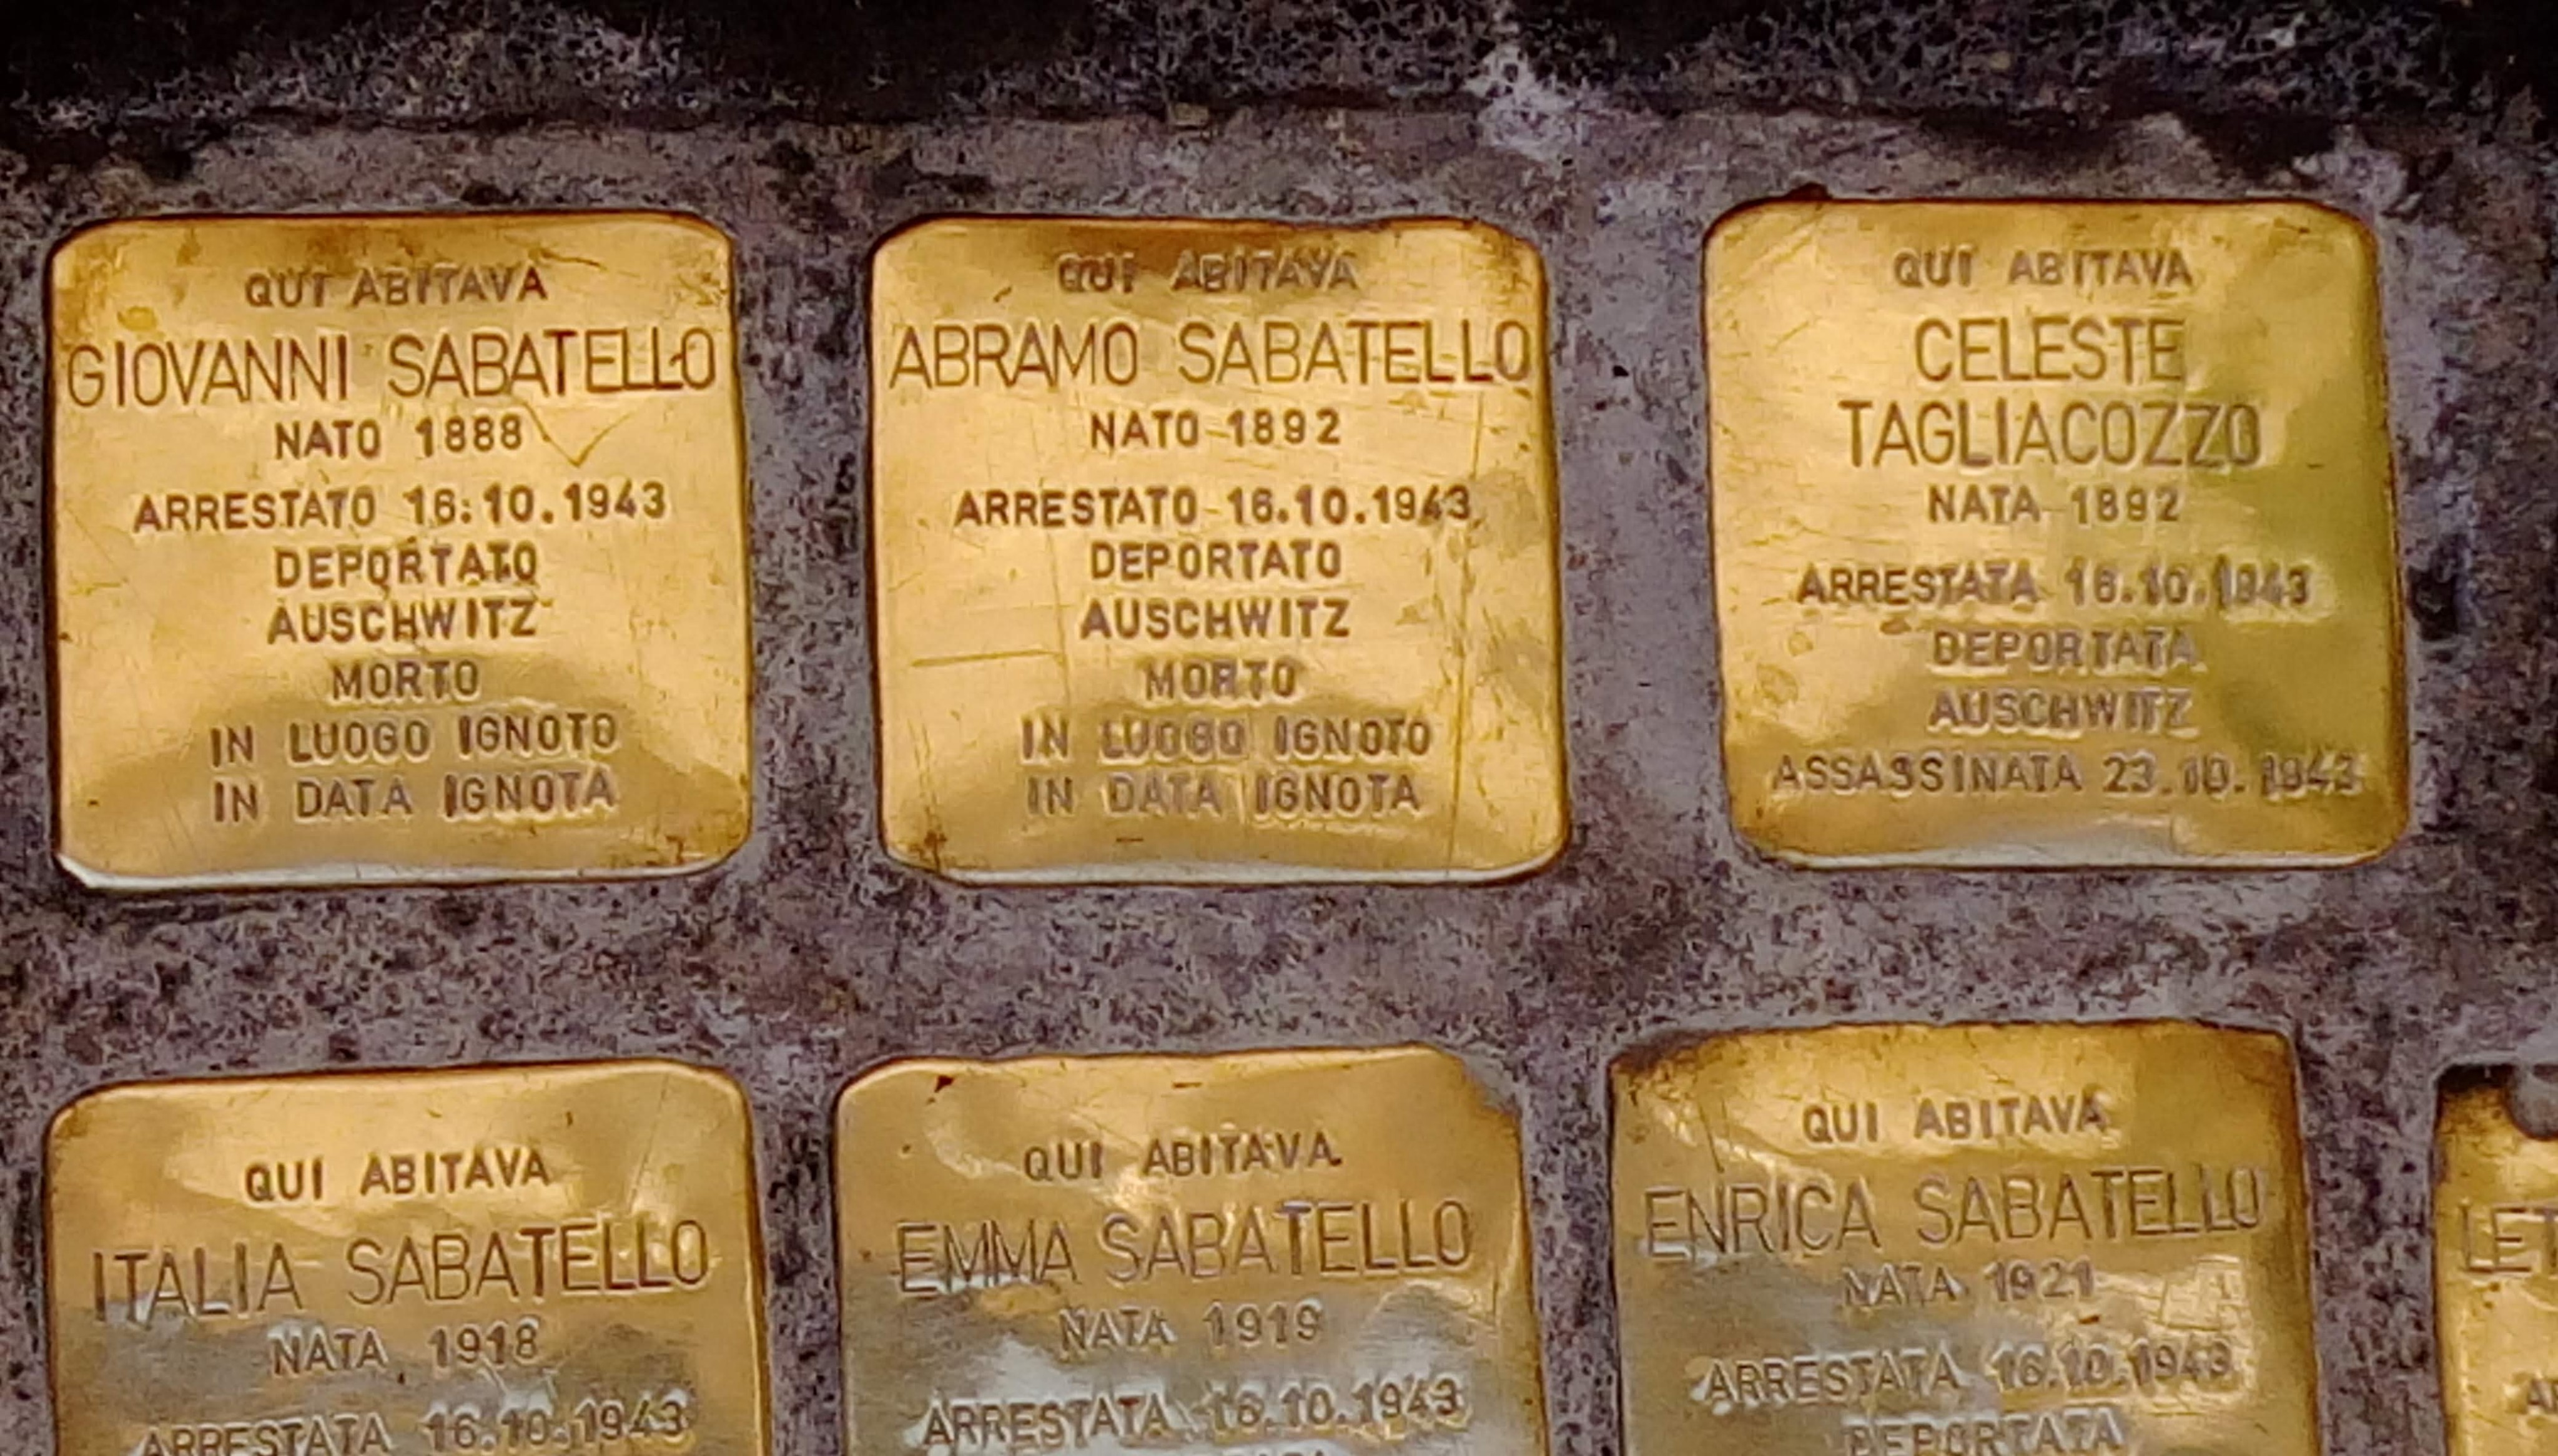 QUI ABITAVA
GIOVANNI SABATELLO
NATO 1888
ARRESTATO 16.10.1943
DEPORTATO
AUSCHWITZ
MORTO
IN LUOGO IGNOTO
IN DATA IGNOTA
QUI ABITAVA
ABRAMO SABATELLO
NATO 1892
ARRESTATO 16.10.1943
DEPORTATO
AUSCHWITZ
MORTO
IN LUOGO IGNOTO
IN DATA IGNOTA
QUI ABITAVA
CELESTE
TAGLIACOZZO
NATA 1892
ARRESTATA 16.10.1943
DEPORTATA
AUSCHWITZ
ASSASSINATA 23.10.1943
QUI ABITAVA
ITALIA SABATELLO
NATA 1918
ARRESTATA 16.10.1943
QUI ABITAVA
EMMA SABATELLO
NATA 1919
ARRESTATA 16.10.1943
QUI ABITAVA
ENRICA SABATELLO
NATA 1921
ARRESTATA 16.10.1943
DEPORTATA
LET